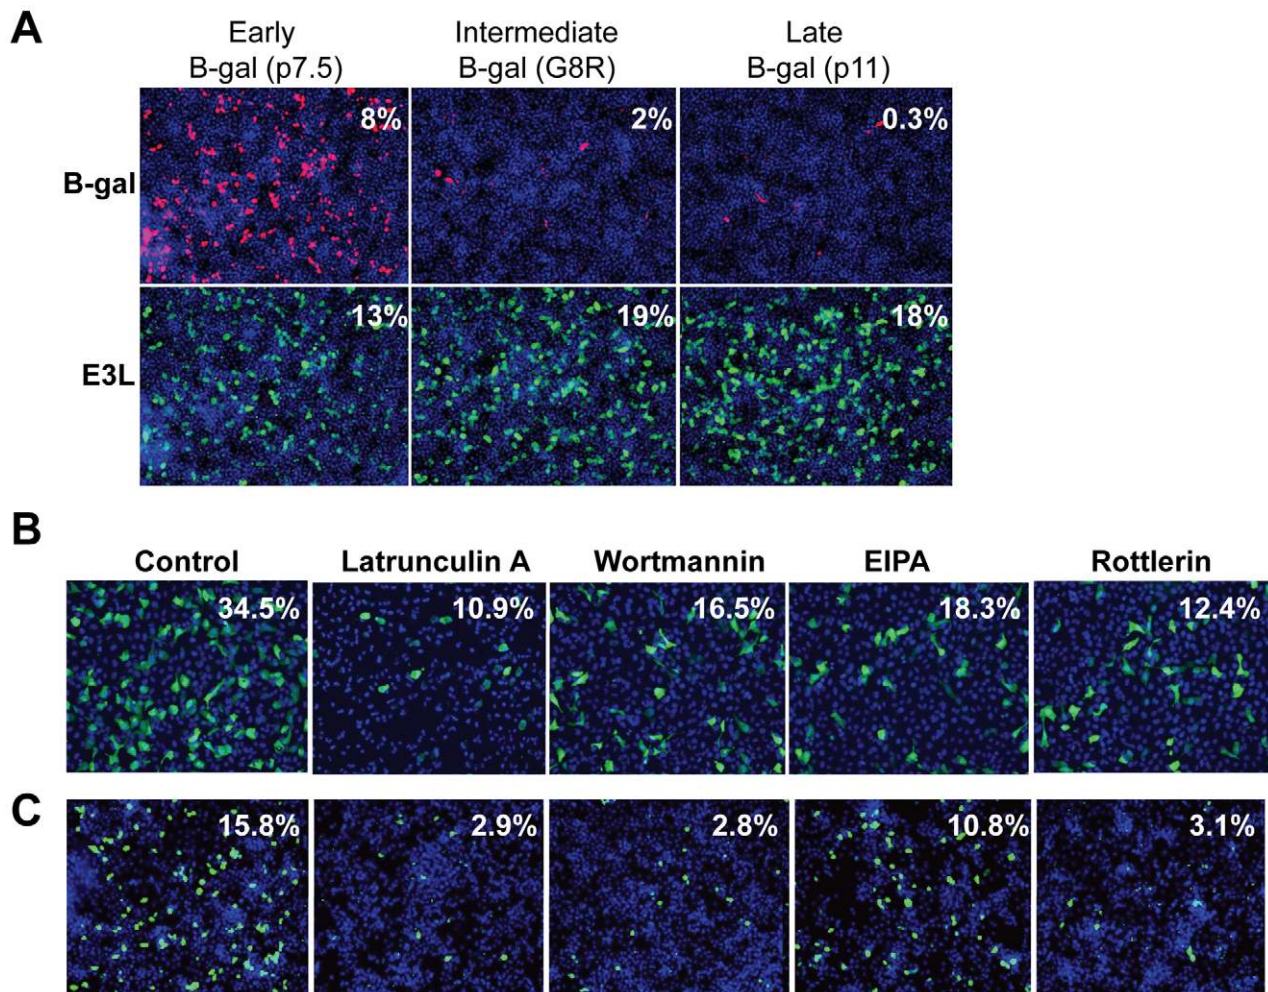 A
Early
B-gal (p7.5)
Intermediate
B-gal (G8R)
Late
B-gal (p11)
B-gal
8%
2%
0.3%
E3L
13%
19%
18%
B
Control
Latrunculin A
Wortmannin
EIPA
Rottlerin
34.5%
10.9%
16.5%
18.3%
12.4%
C
15.8%
2.9%
2.8%
10.8%
3.1%